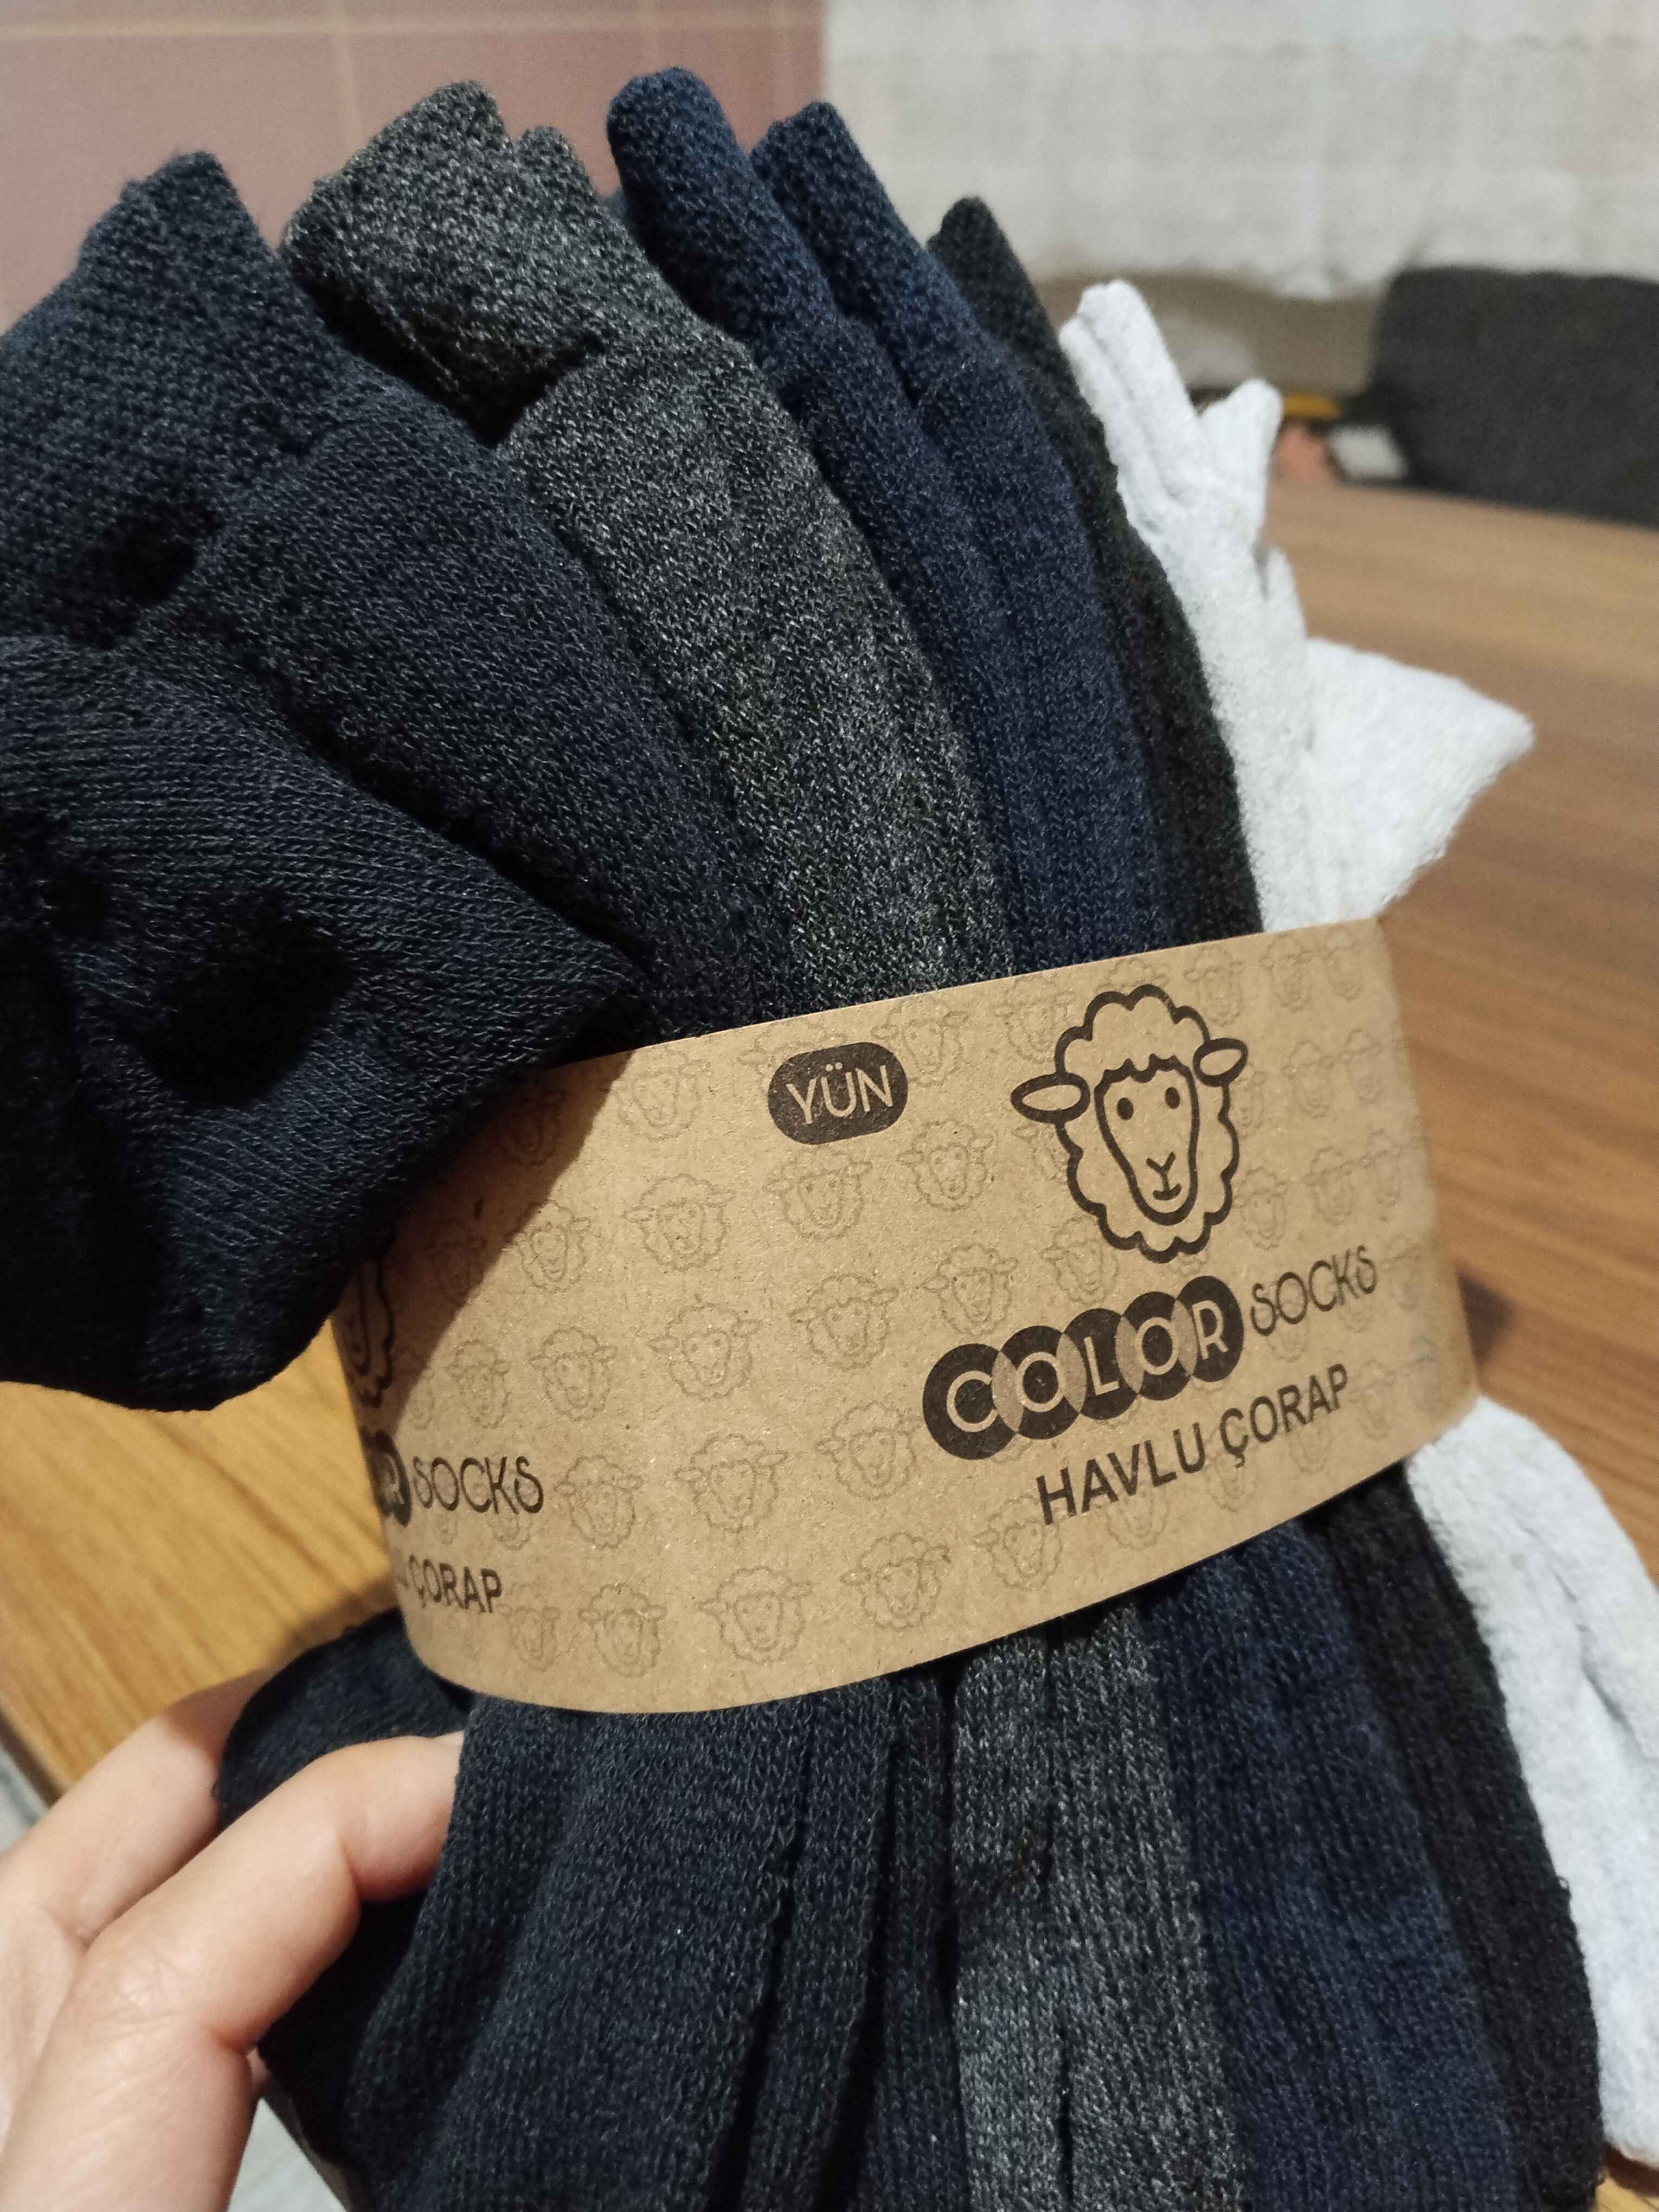 YÜN
COLOR SOCKS
HAVLU ÇORAP
R SOCKS
ÇORAP